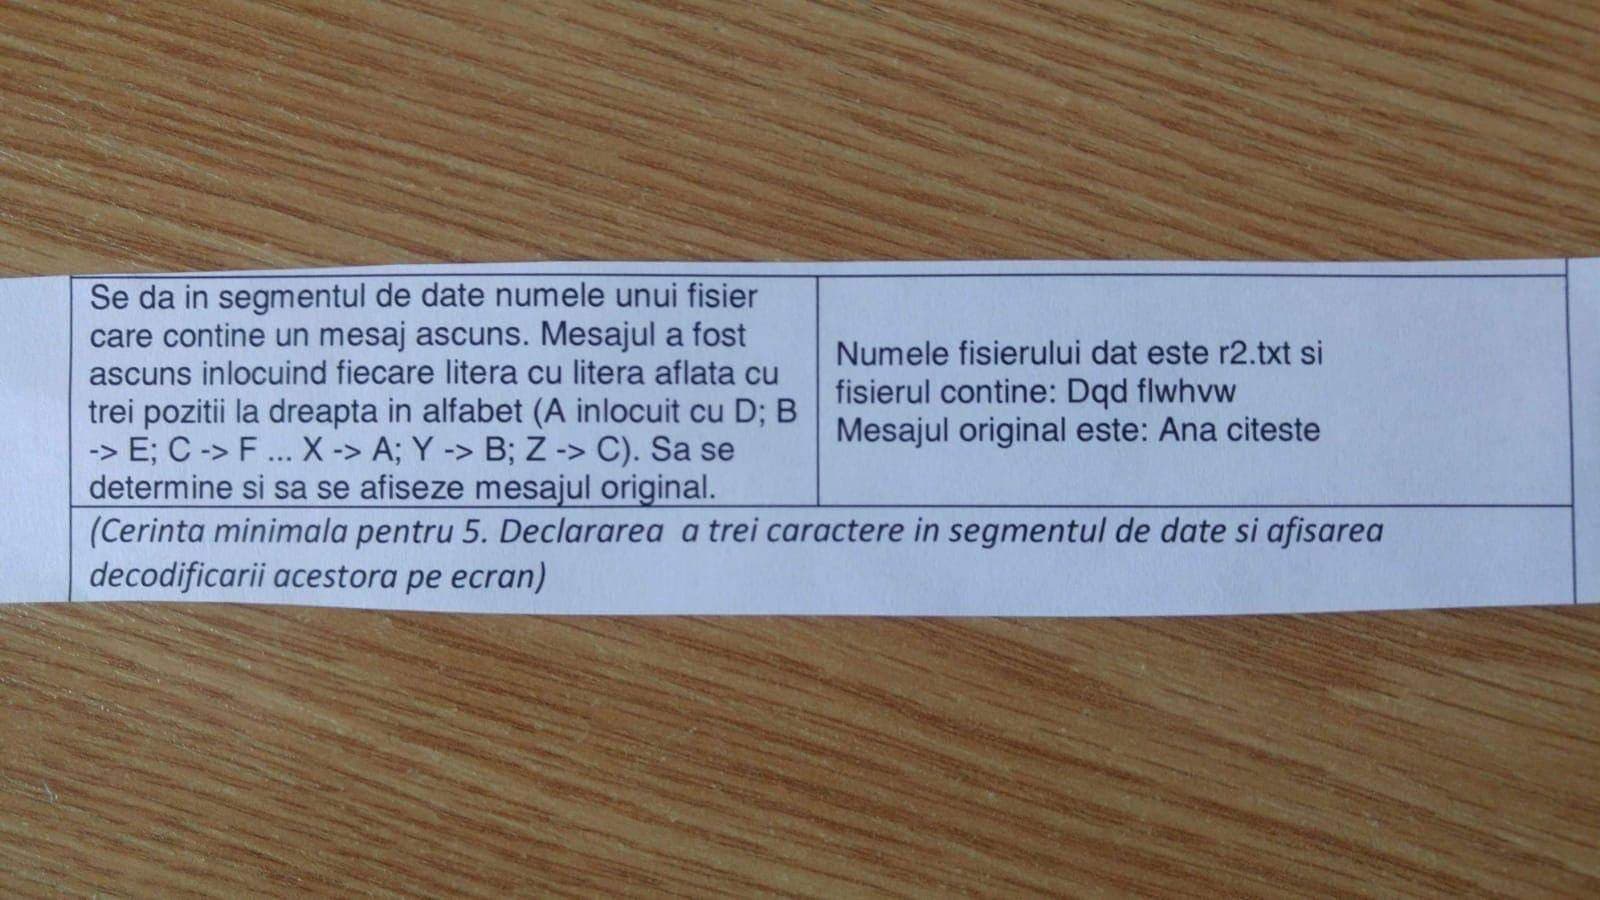 Se da in segmentul de date numele unui fisier
care contine un mesaj ascuns. Mesajul a fost
ascuns inlocuind fiecare litera cu litera aflata cu
trei pozitii la dreapta in alfabet (A inlocuit cu D; B
-> E; C -> F ... X -> A; Y -> B; Z -> C). Sa se
determine si sa se afiseze mesajul original.
Numele fisierului dat este r2.txt si
fisierul contine: Dqd flwhvw
Mesajul original este: Ana citeste
(Cerinta minimala pentru 5. Declararea a trei caractere in segmentul de date si afisarea
decodificarii acestora pe ecran)